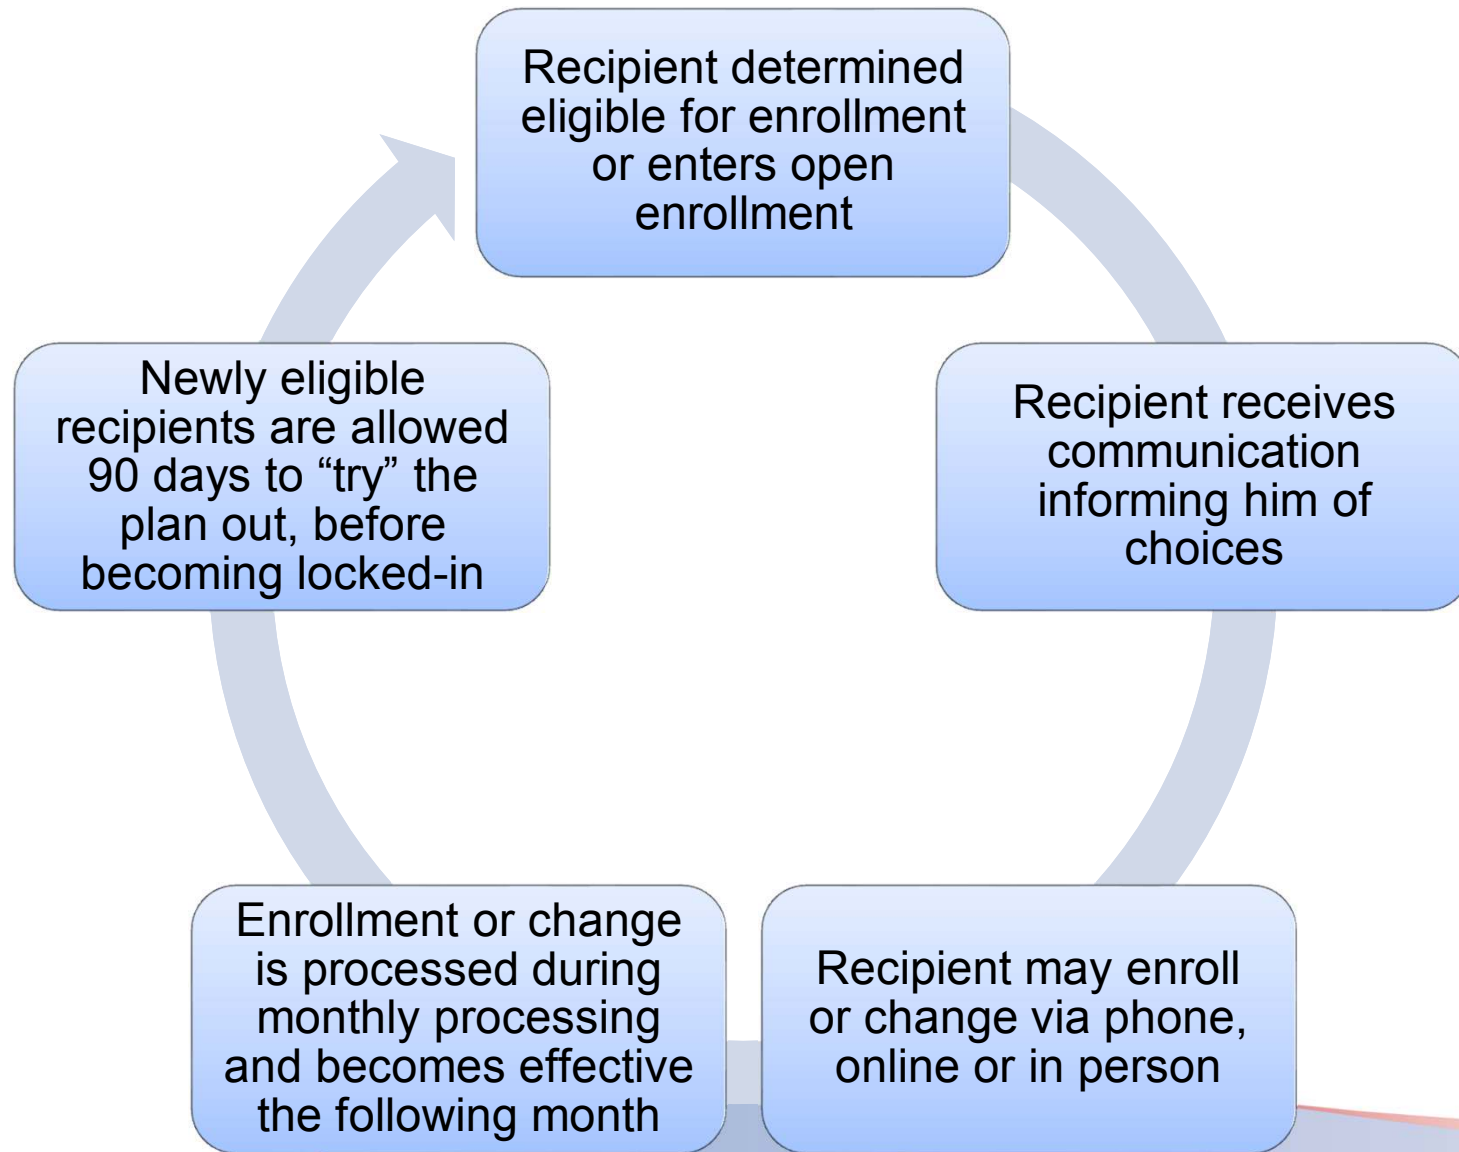 Recipient determined
eligible for enrollment
or enters open
enrollment
Recipient receives
communication
informing him of
choices
Recipient may enroll
or change via phone,
online or in person
Enrollment or change
is processed during
monthly processing
and becomes effective
the following month
Newly eligible
recipients are allowed
90 days to “try” the
plan out, before
becoming locked-in